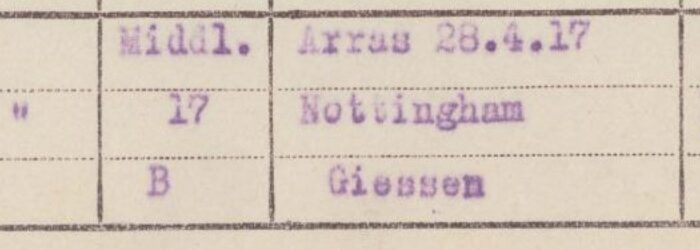 Middl. Arras 28.4.17
" 17 Nottingham
B Giessen